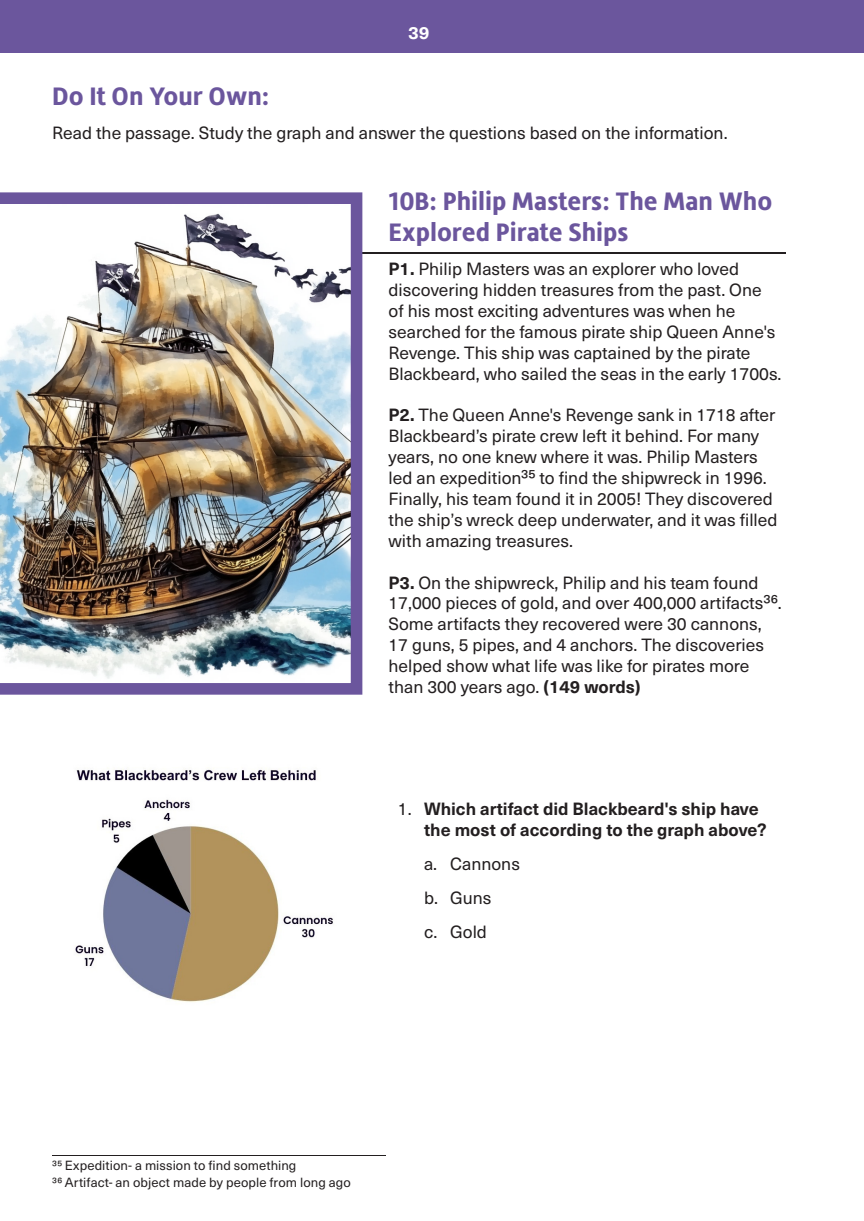 39
Do It On Your Own:
Read the passage. Study the graph and answer the questions based on the information.
10B: Philip Masters: The Man Who
Explored Pirate Ships
P1. Philip Masters was an explorer who loved
discovering hidden treasures from the past. One
of his most exciting adventures was when he
searched for the famous pirate ship Queen Anne's
Revenge. This ship was captained by the pirate
Blackbeard, who sailed the seas in the early 1700s.
P2. The Queen Anne's Revenge sank in 1718 after
Blackbeard’s pirate crew left it behind. For many
years, no one knew where it was. Philip Masters
led an expedition³⁵ to find the shipwreck in 1996.
Finally, his team found it in 2005! They discovered
the ship’s wreck deep underwater, and it was filled
with amazing treasures.
P3. On the shipwreck, Philip and his team found
17,000 pieces of gold, and over 400,000 artifacts³⁶.
Some artifacts they recovered were 30 cannons,
17 guns, 5 pipes, and 4 anchors. The discoveries
helped show what life was like for pirates more
than 300 years ago. (149 words)
What Blackbeard’s Crew Left Behind
Anchors
4
Pipes
5
Cannons
30
Guns
17
1. Which artifact did Blackbeard's ship have
the most of according to the graph above?
a. Cannons
b. Guns
c. Gold
³⁵ Expedition- a mission to find something
³⁶ Artifact- an object made by people from long ago